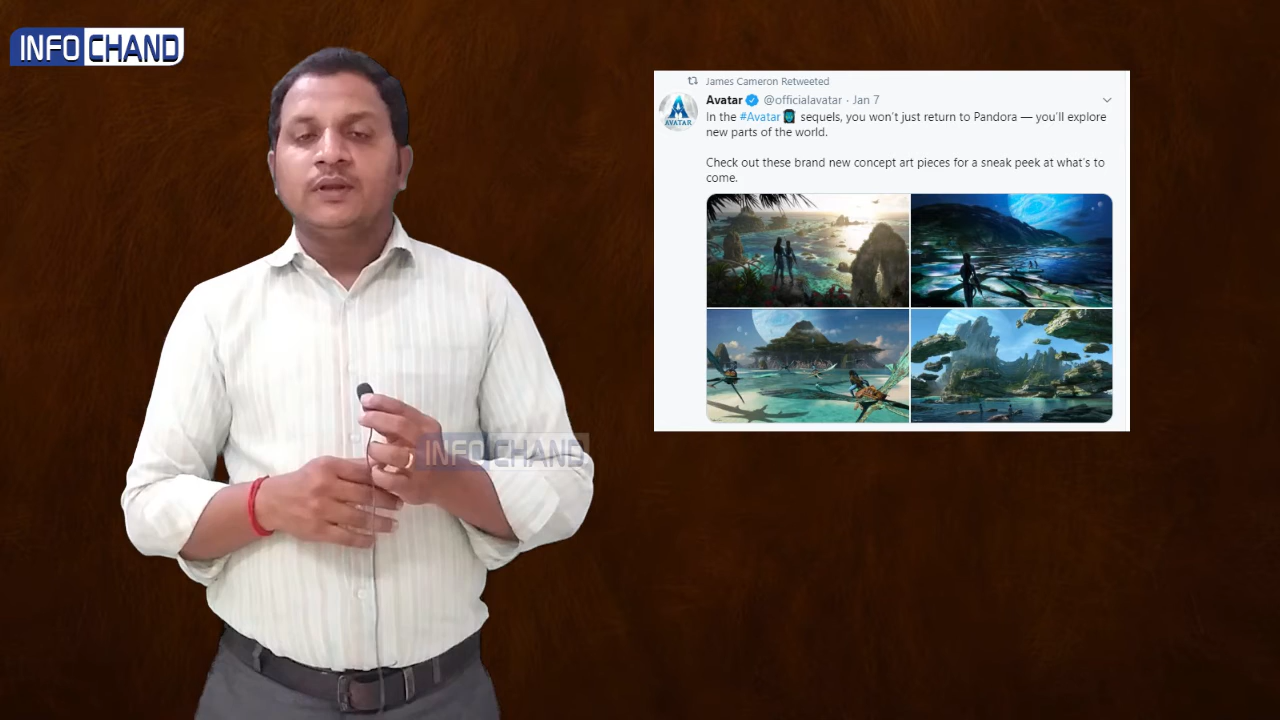 INFO CHAND
James Cameron Retweeted
Avatar @officialavatar · Jan 7
In the #Avatar sequels, you won't just return to Pandora — you'll explore
new parts of the world.
Check out these brand new concept art pieces for a sneak peek at what's to
come.
AVATAR
INFO CHAND